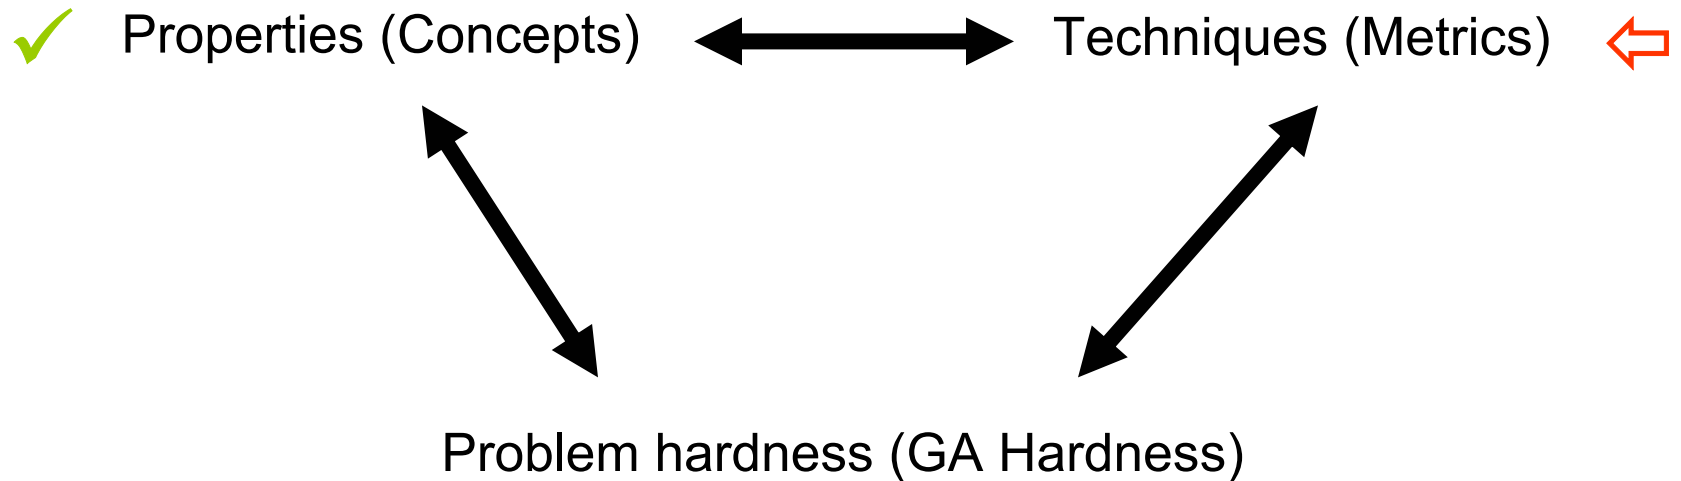 Properties (Concepts)
Techniques (Metrics)
Problem hardness (GA Hardness)